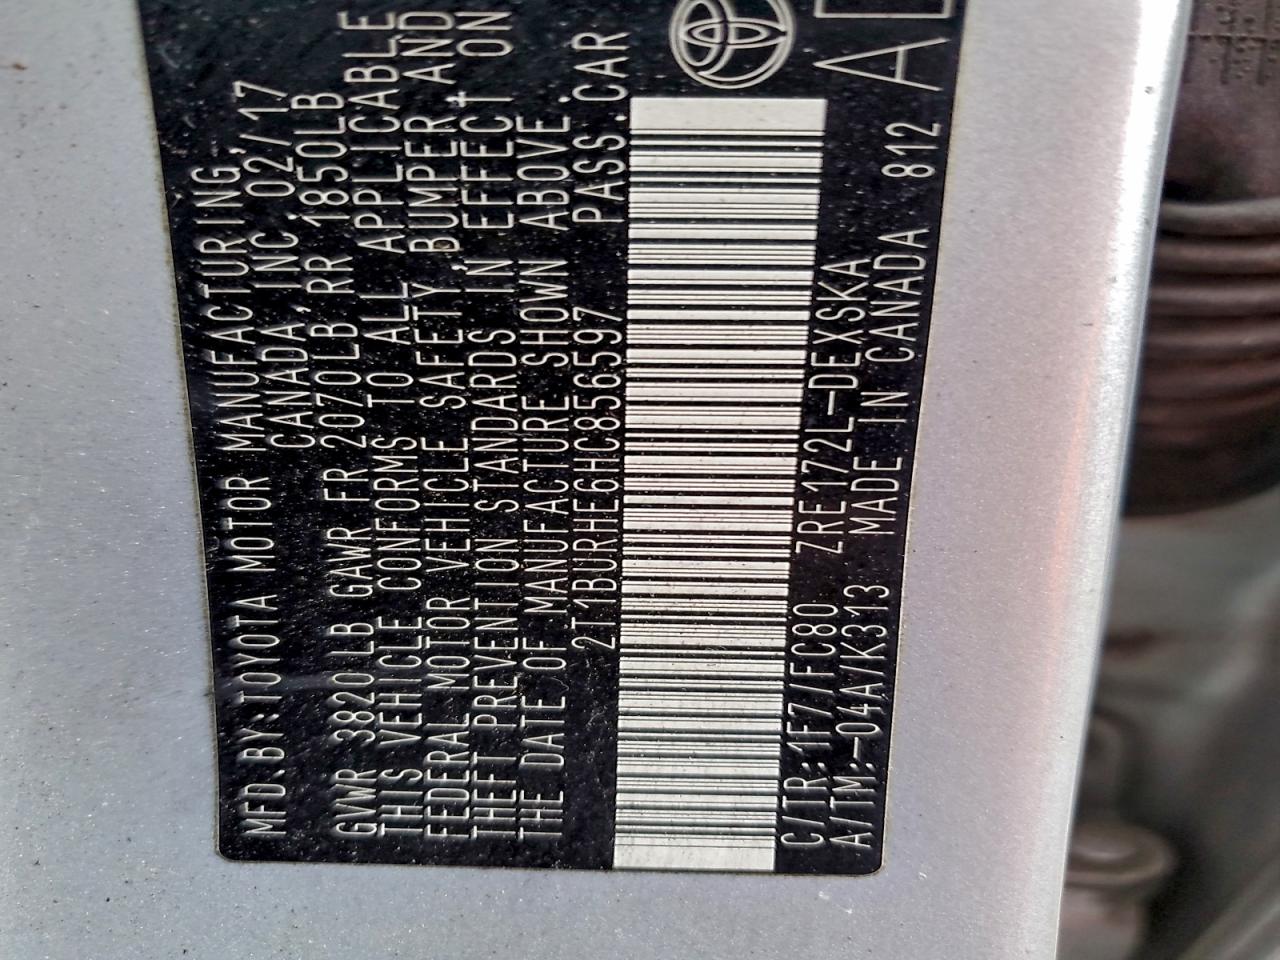 MFD. BY: TOYOTA MOTOR MANUFACTURING,
CANADA, INC. 02/17
GVWR 3820LB GAWR FR 2070LB RR 1850LB
THIS VEHICLE CONFORMS TO ALL APPLICABLE
FEDERAL MOTOR VEHICLE SAFETY, BUMPER, AND
THEFT PREVENTION STANDARDS IN EFFECT ON
THE DATE OF MANUFACTURE SHOWN ABOVE.
2T1BURHE6HC856597 PASS. CAR
C/TR: 1F7/FC80 ZRE172L-DEXSKA
A/TM: -04A/K313 MADE IN CANADA 812